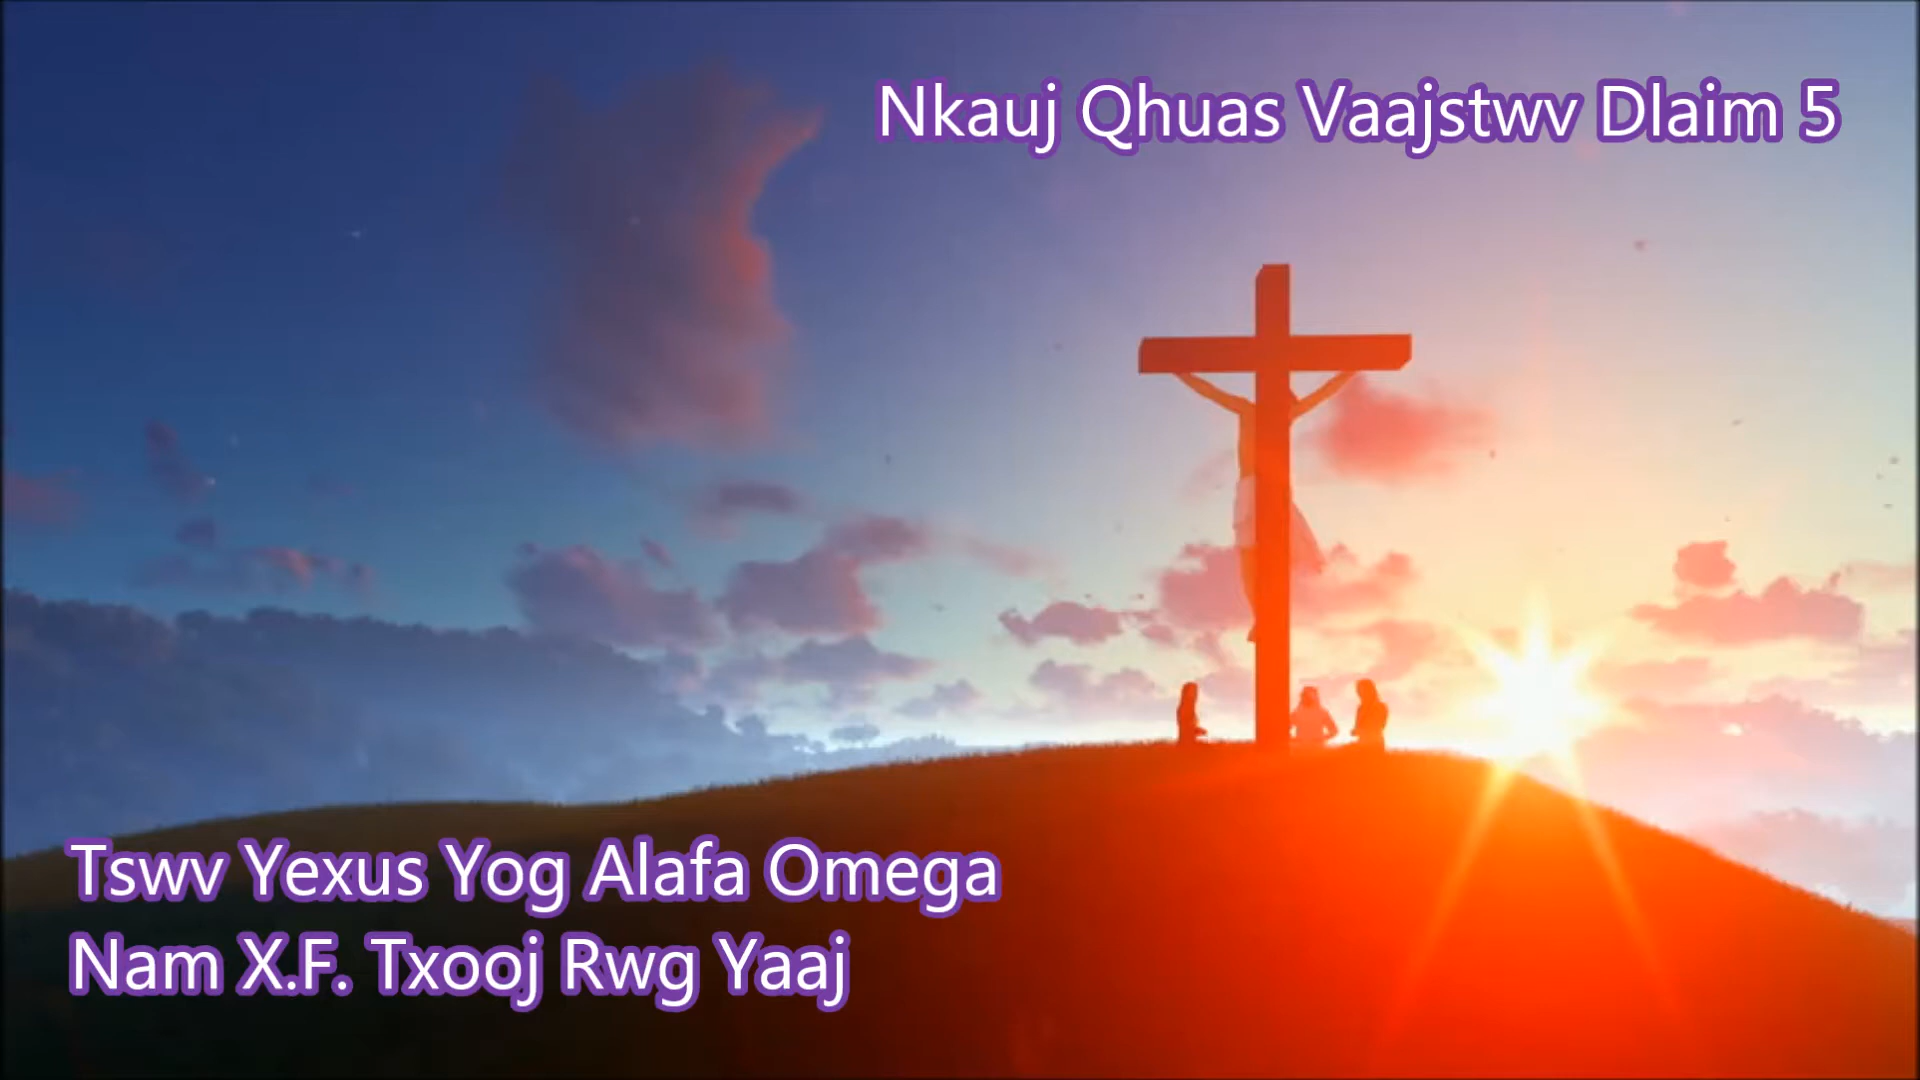 Nkauj Qhuas Vaajstwv Dlaim 5
Tswv Yexus Yog Alafa Omega
Nam X.F. Txooj Rwg Yaaj